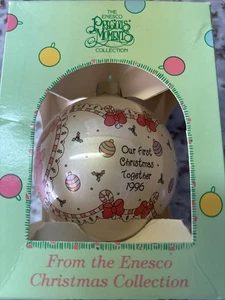 THE ENESCO
PRECIOUS MOMENTS
COLLECTION
Our first
Christmas
Together
1996
From the Enesco
Christmas Collection